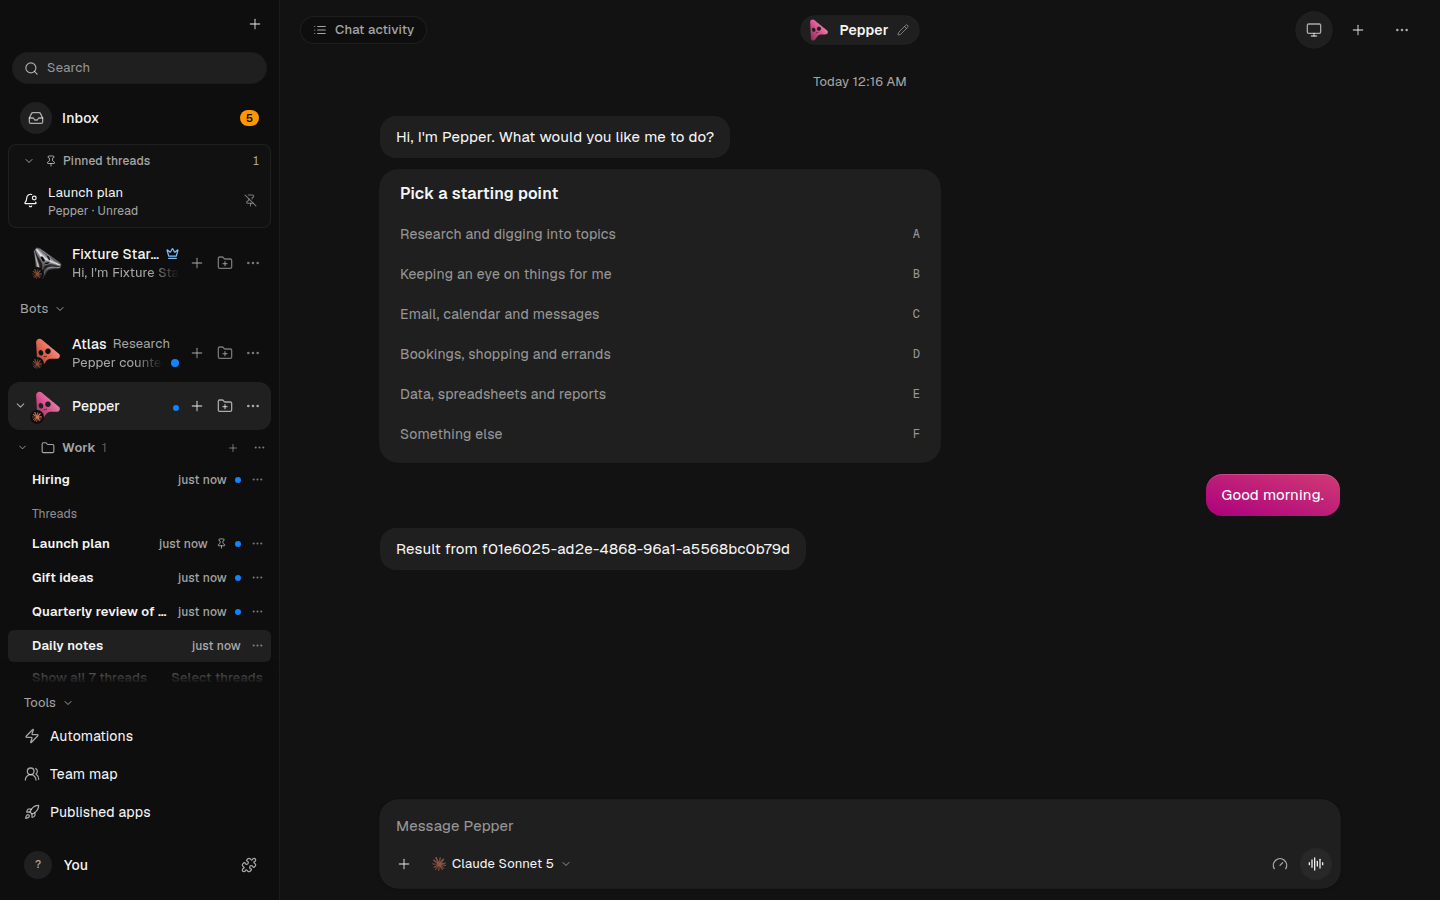 Search
Inbox
5
Pinned threads
1
Launch plan
Pepper · Unread
Fixture Star...
Hi, I'm Fixture Sta
Bots
Atlas Research
Pepper counte
Pepper
Work 1
Hiring
just now
Threads
Launch plan
just now
Gift ideas
just now
Quarterly review of ...
just now
Daily notes
just now
Show all 7 threads
Select threads
Tools
Automations
Team map
Published apps
?
You
Chat activity
Pepper
Today 12:16 AM
Hi, I'm Pepper. What would you like me to do?
Pick a starting point
Research and digging into topics
A
Keeping an eye on things for me
B
Email, calendar and messages
C
Bookings, shopping and errands
D
Data, spreadsheets and reports
E
Something else
F
Good morning.
Result from f01e6025-ad2e-4868-96a1-a5568bc0b79d
Message Pepper
Claude Sonnet 5